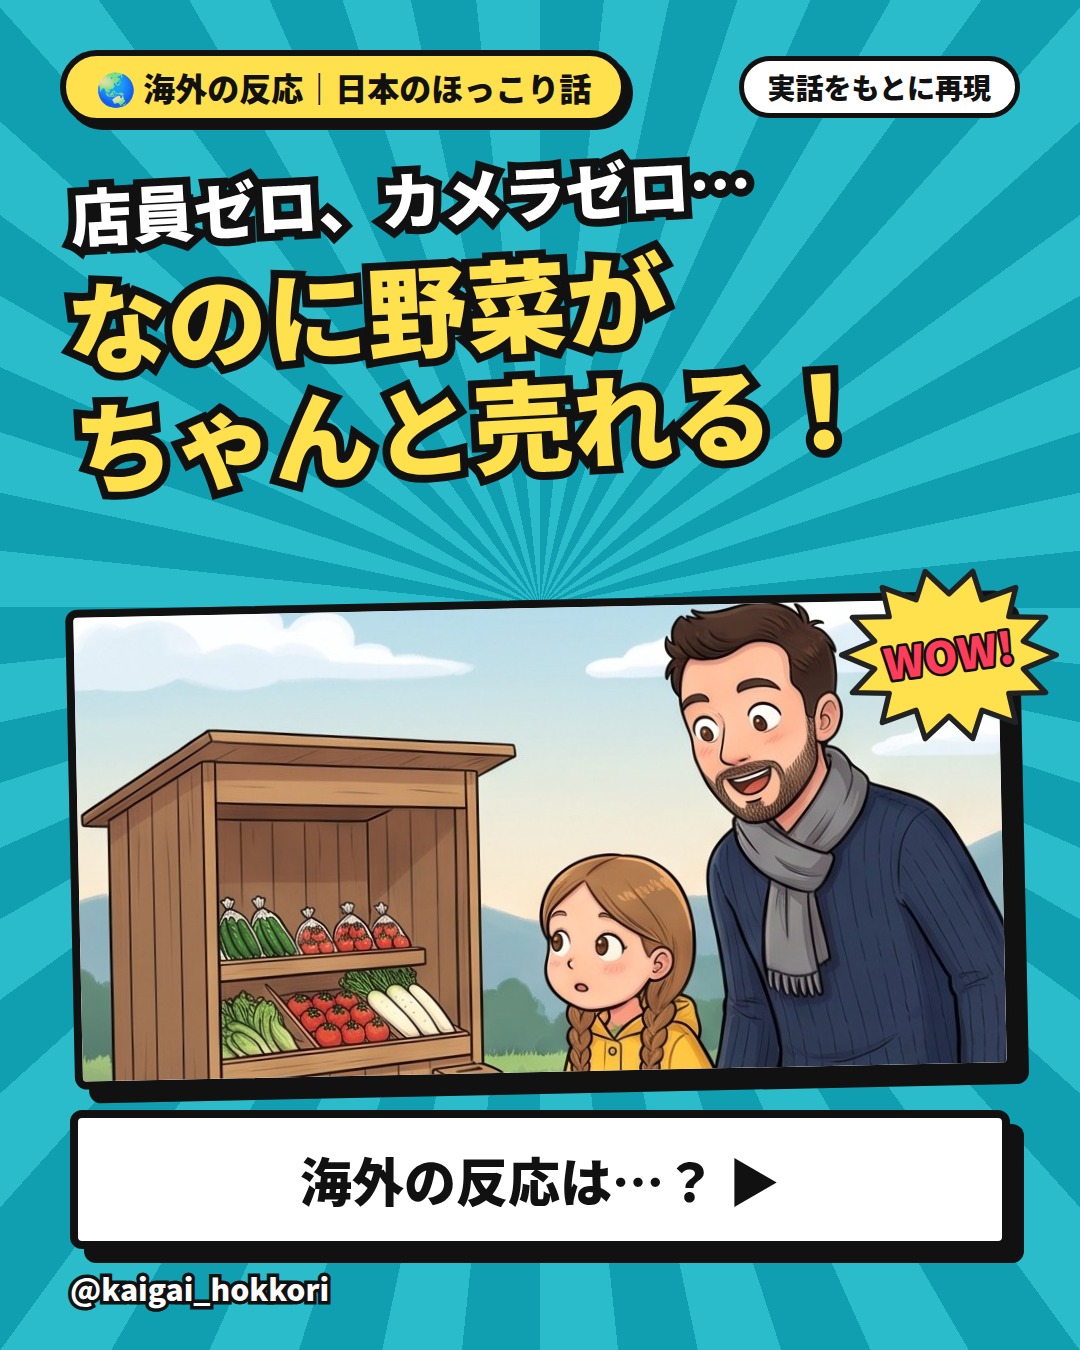 海外の反応｜日本のほっこり話
実話をもとに再現
店員ゼロ、カメラゼロ…
なのに野菜が
ちゃんと売れる！
WOW!
海外の反応は…？ ▶
@kaigai_hokkori